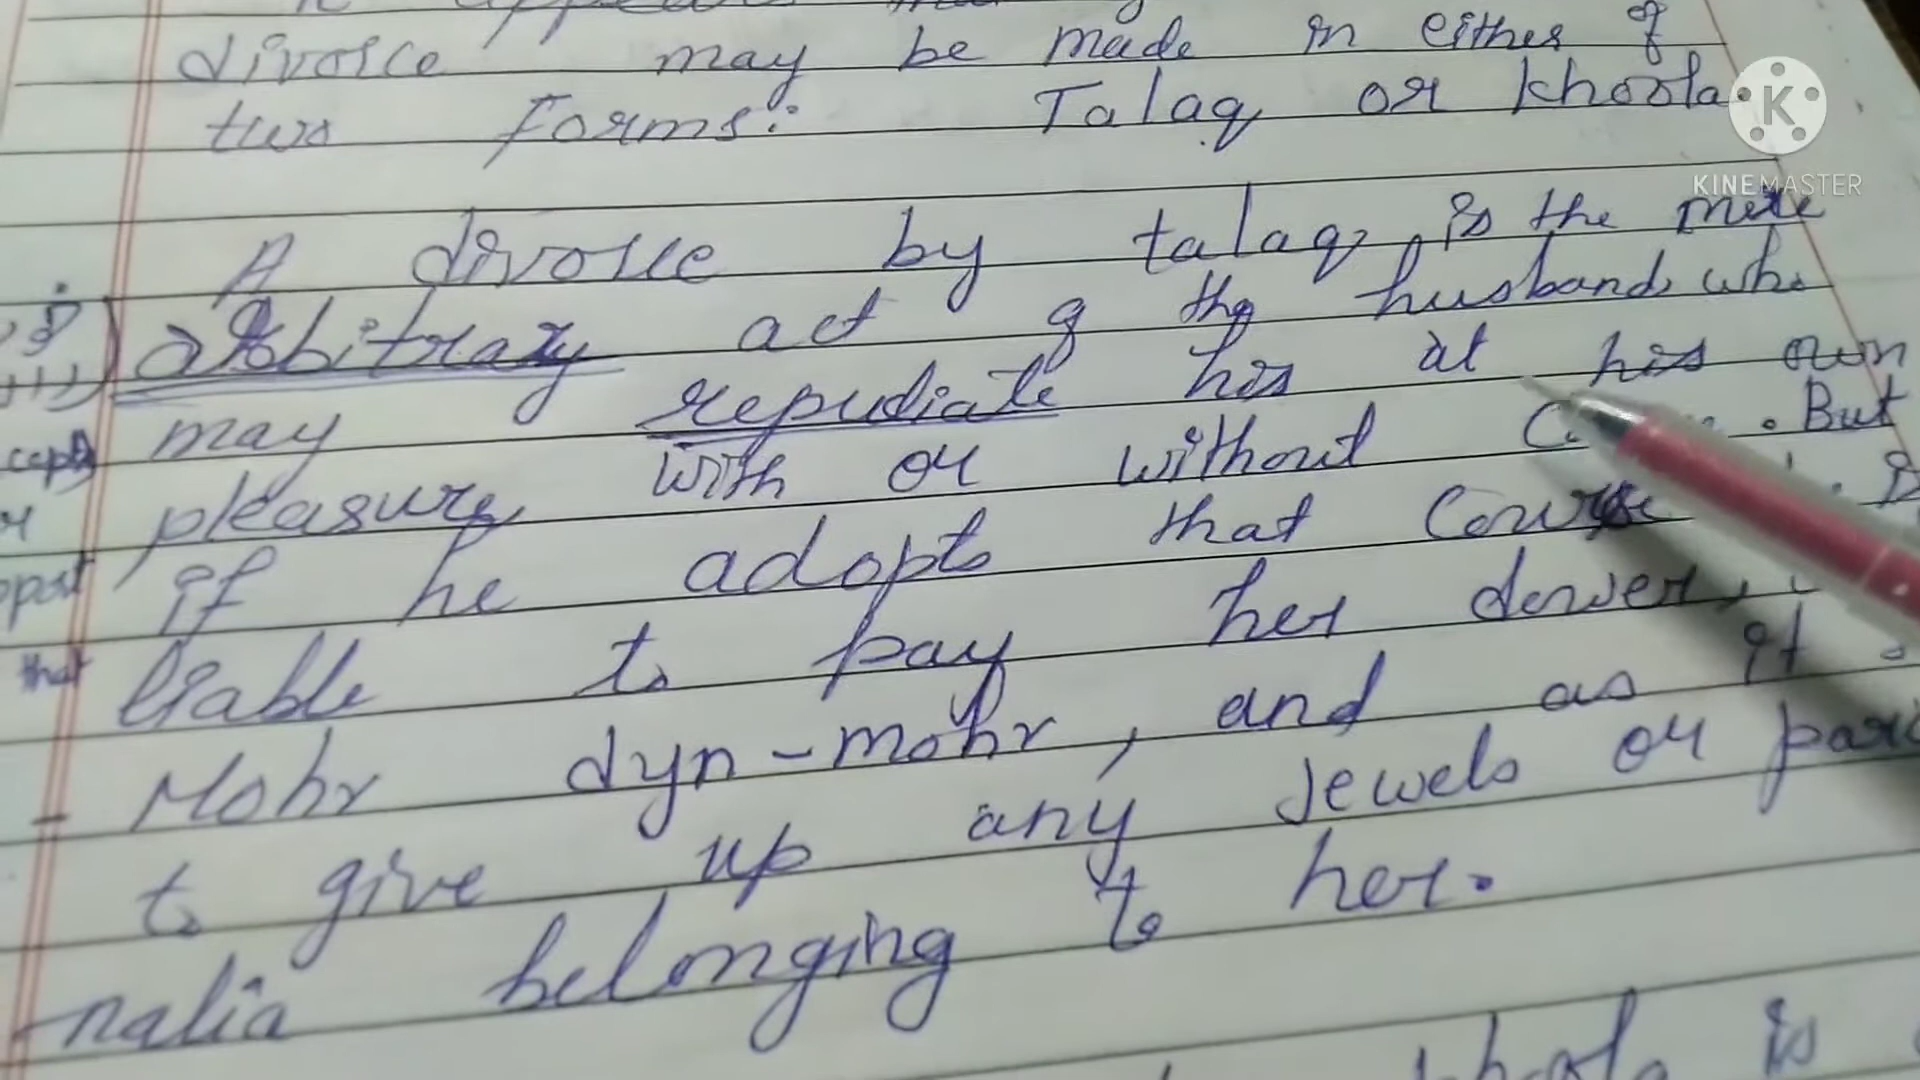 divorce may be made in either of
two Forms: Talaq or Khoola.
K
KINEMASTER
A divorce by talaq, is the mere
arbitrary act of the husband, who
may repudiate his at his own
pleasure, with or without . But
if he adopts that Course
liable to pay her dower,
- Mohr dyn-mohr, and as it
to give up any jewels or para
nalia belonging to her.
is